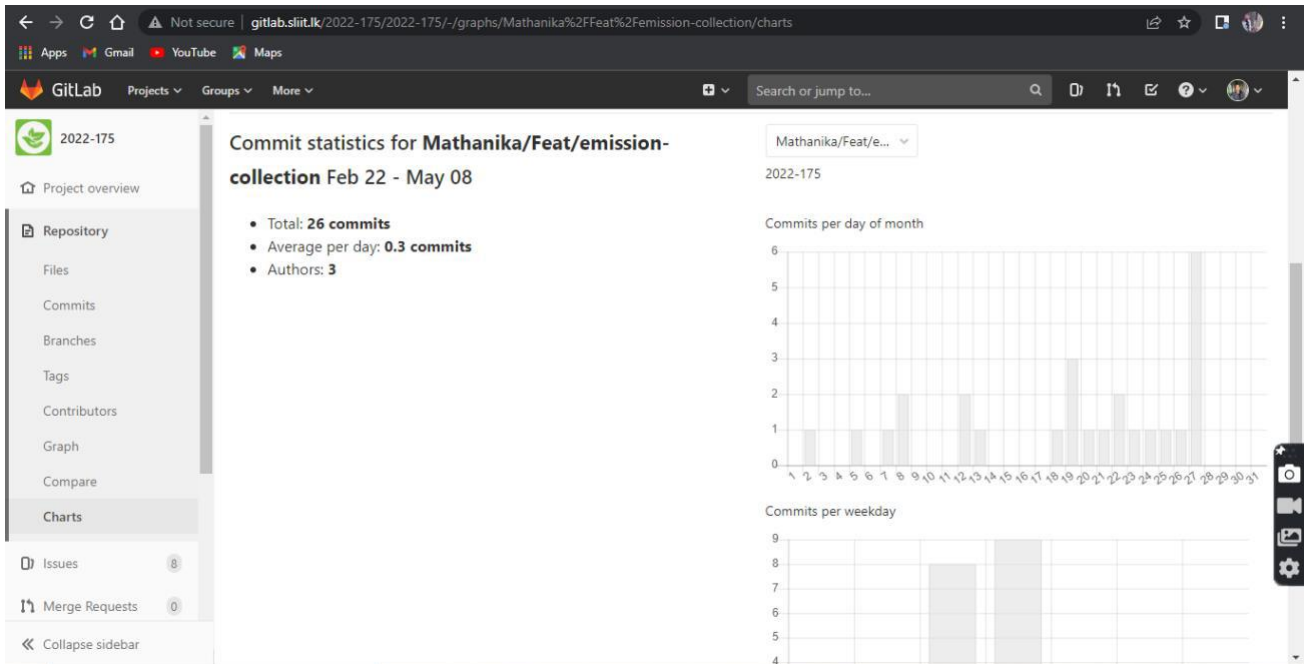 Not secure | gitlab.sliit.lk/2022-175/2022-175/-/graphs/Mathanika%2FFeat%2Femission-collection/charts
Apps Gmail YouTube Maps
GitLab Projects Groups More Search or jump to...
2022-175
Project overview
Repository
Files
Commits
Branches
Tags
Contributors
Graph
Compare
Charts
Issues 8
Merge Requests 0
Collapse sidebar
Commit statistics for Mathanika/Feat/emission-
collection Feb 22 - May 08
Total: 26 commits
Average per day: 0.3 commits
Authors: 3
Mathanika/Feat/e...
2022-175
Commits per day of month
6
5
4
3
2
1
0
1 2 3 4 5 6 7 8 9 10 11 12 13 14 15 16 17 18 19 20 21 22 23 24 25 26 27 28 29 30 31
Commits per weekday
9
8
7
6
5
4